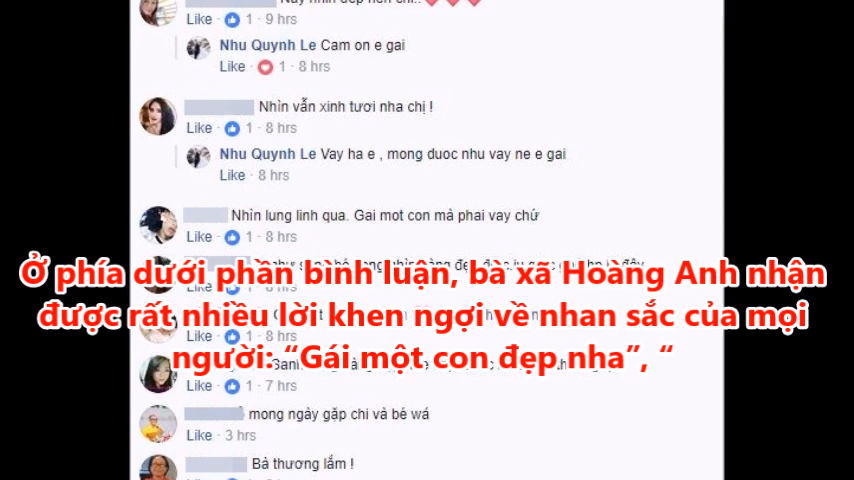 Like · 1 · 9 hrs
Nhu Quynh Le Cam on e gai
Like · 1 · 8 hrs
Nhìn vẫn xinh tươi nha chị !
Like · 1 · 8 hrs
Nhu Quynh Le Vay ha e , mong duoc nhu vay ne e gai
Like · 8 hrs
Nhìn lung linh qua. Gai mot con mà phai vay chứ
Like · 1 · 8 hrs
Ở phía dưới phần bình luận, bà xã Hoàng Anh nhận
được rất nhiều lời khen ngợi về nhan sắc của mọi
Like · 1 · 8 hrs
người: “Gái một con đẹp nha”, “
Like · 1 · 7 hrs
mong ngày gặp chi và bé wá
Like · 3 hrs
Bà thương lắm !